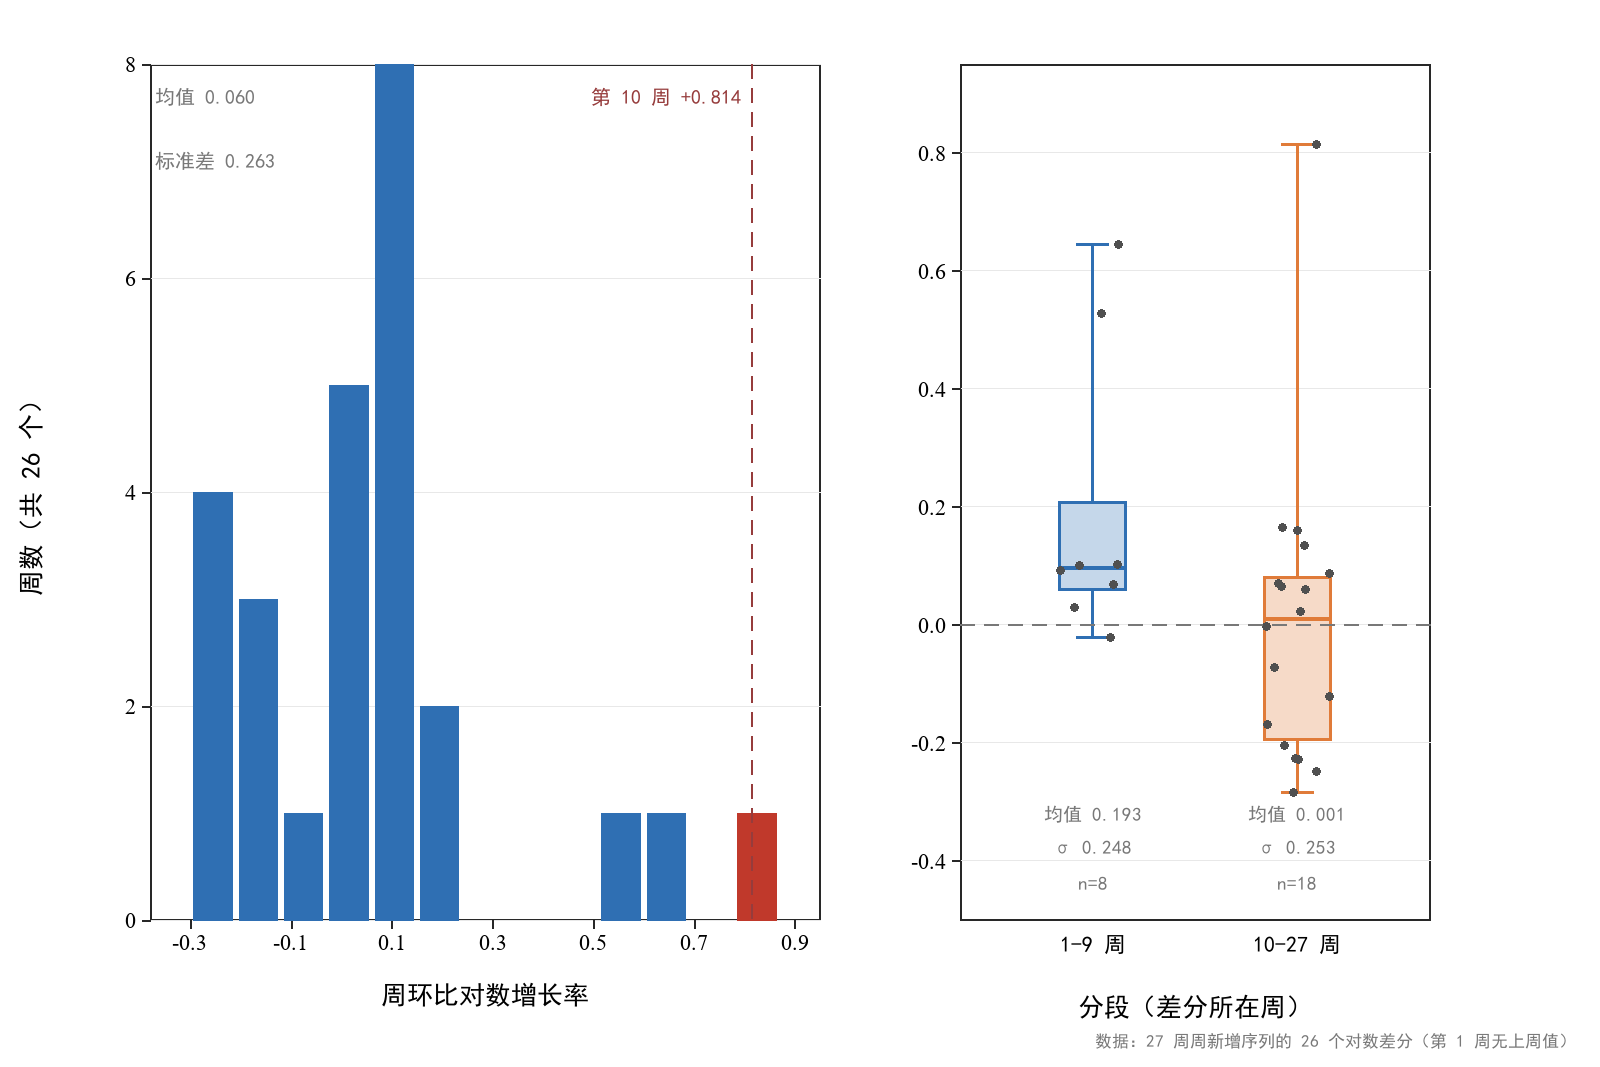 均值 0.060
标准差 0.263
第 10 周 +0.814
8
6
4
2
0
周数（共 26 个）
-0.3 -0.1 0.1 0.3 0.5 0.7 0.9
周环比对数增长率
0.8
0.6
0.4
0.2
0.0
-0.2
-0.4
均值 0.193
σ 0.248
n=8
均值 0.001
σ 0.253
n=18
1-9 周 10-27 周
分段（差分所在周）
数据: 27 周周新增序列的 26 个对数差分（第 1 周无上周值）